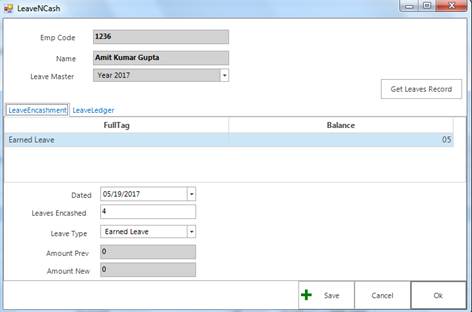 LeaveNCash
Emp Code 1236
Name Amit Kumar Gupta
Leave Master Year 2017
Get Leaves Record
LeaveEncashment LeaveLedger
FullTag Balance
Earned Leave 05
Dated 05/19/2017
Leaves Encashed 4
Leave Type Earned Leave
Amount Prev 0
Amount New 0
Save Cancel Ok